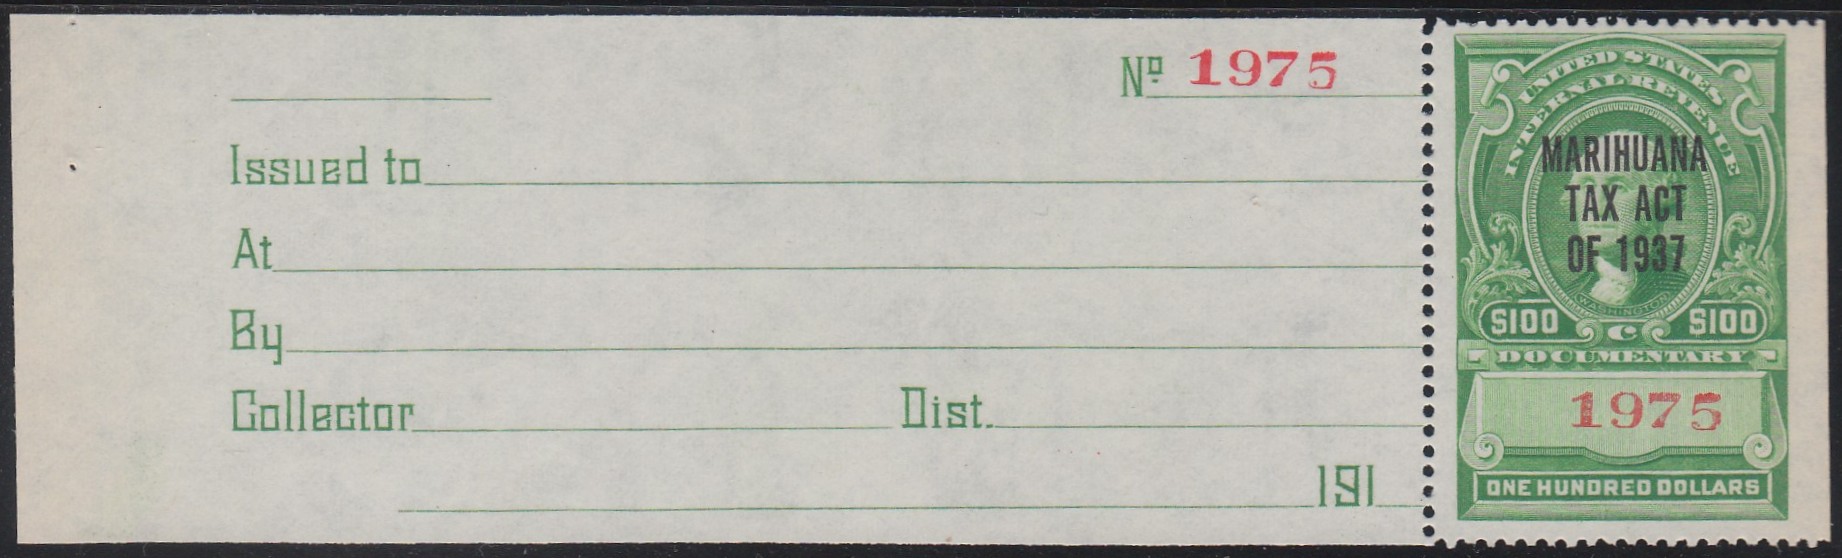 Nº 1975
Issued to
At
By
Collector Dist.
191
UNITED STATES
INTERNAL REVENUE
MARIHUANA
TAX ACT
OF 1937
WASHINGTON
$100 C $100
DOCUMENTARY
1975
ONE HUNDRED DOLLARS